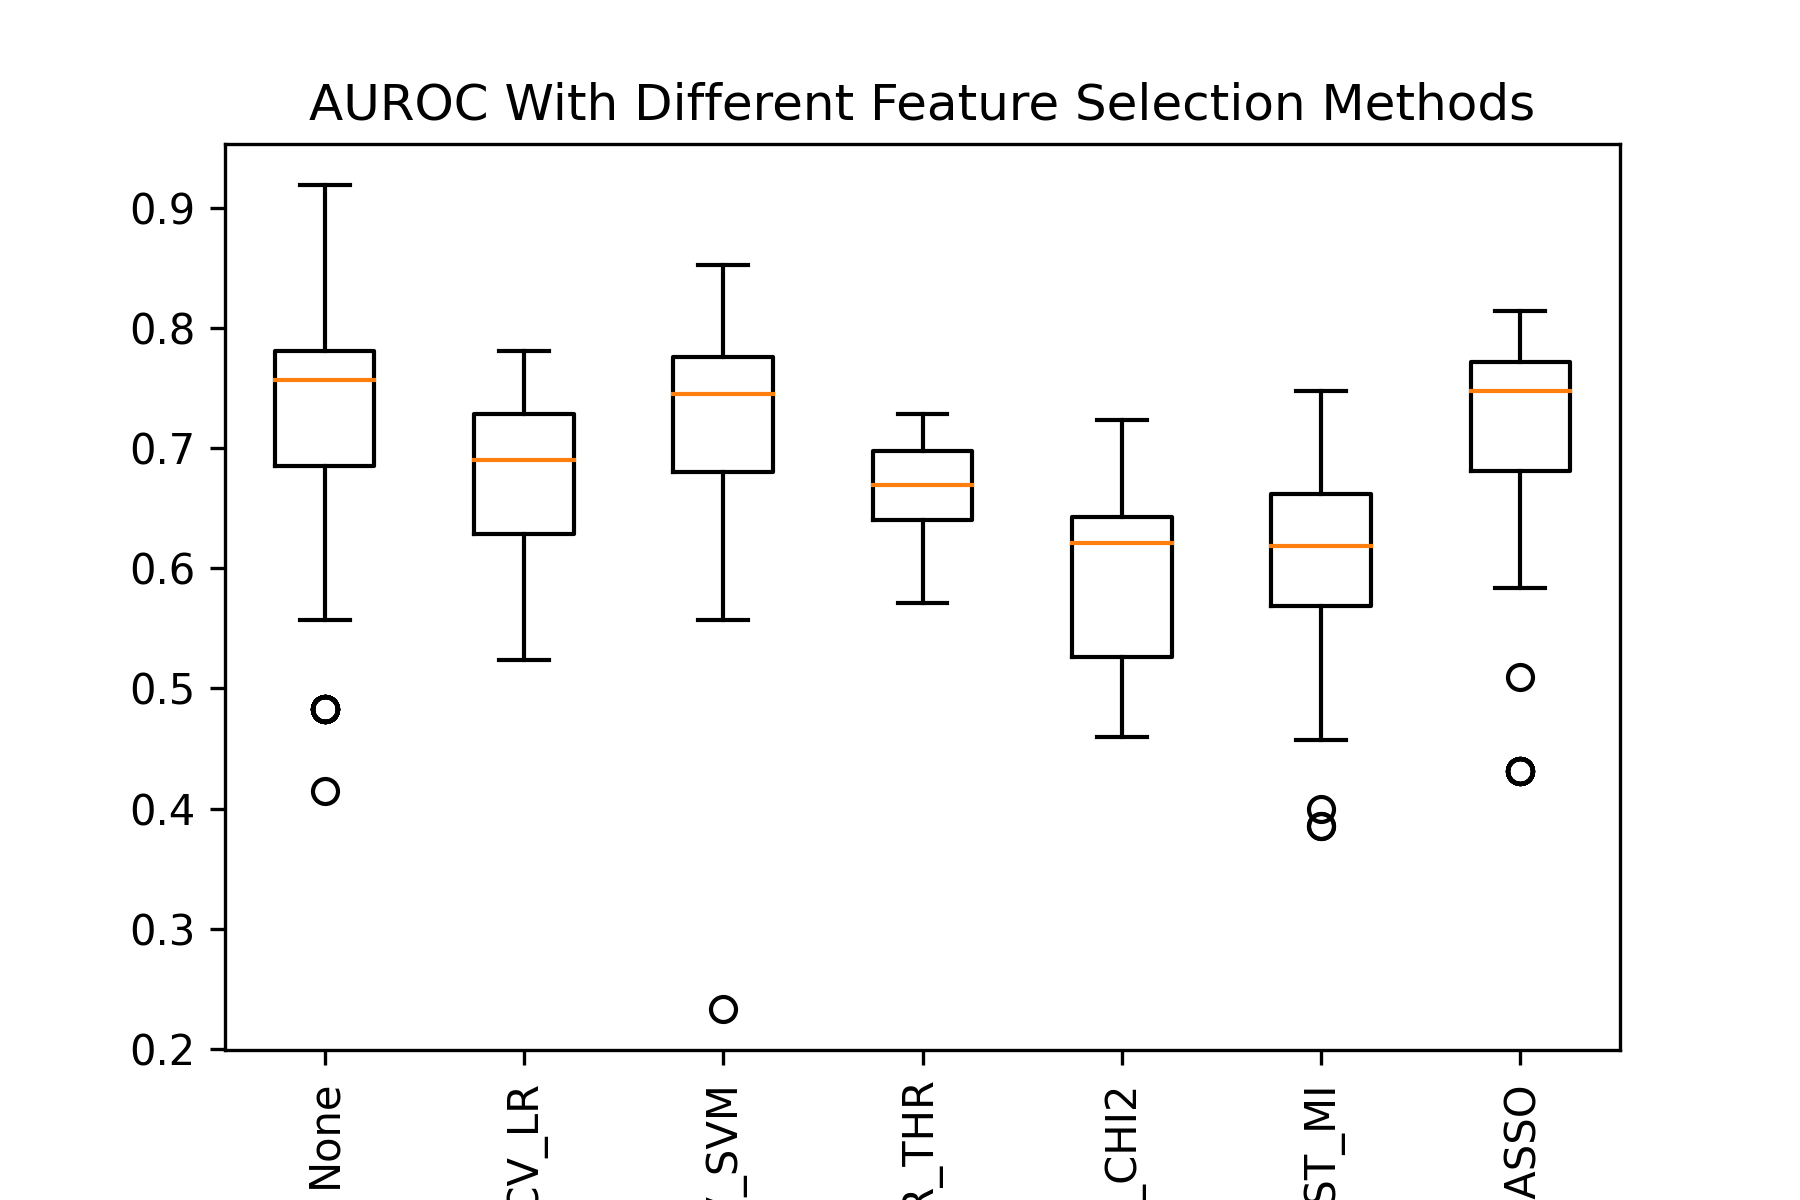 AUROC With Different Feature Selection Methods
0.9
0.8
0.7
0.6
0.5
0.4
0.3
0.2
None
CV_LR
_SVM
R_THR
_CHI2
ST_MI
ASSO